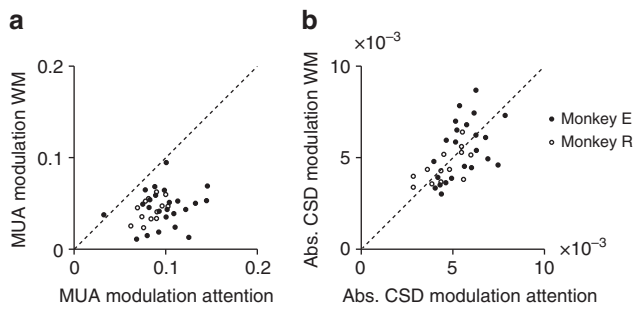 a
MUA modulation WM
0.2
0.1
0
0
0.1
0.2
MUA modulation attention
b
×10⁻³
Abs. CSD modulation WM
10
5
0
0
5
10
×10⁻³
Abs. CSD modulation attention
Monkey E
Monkey R